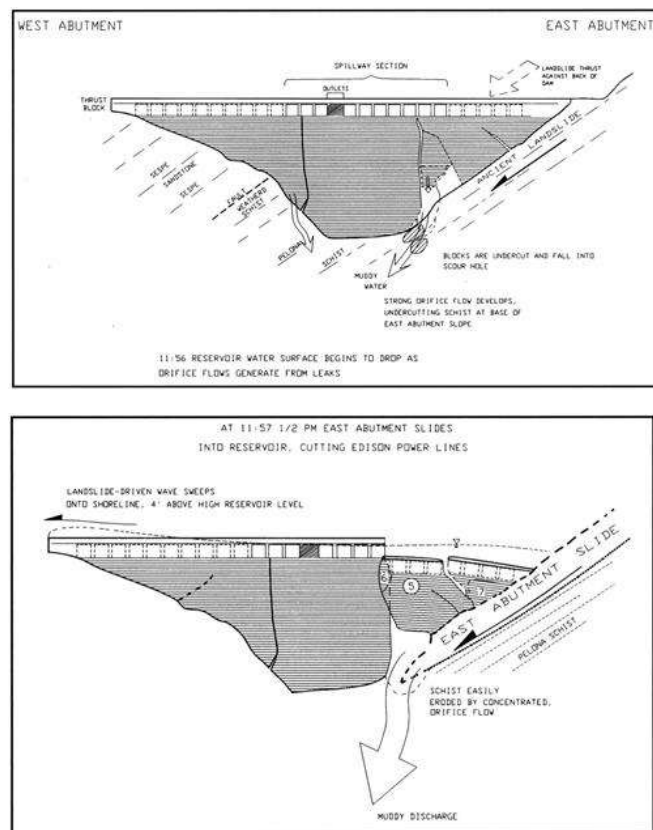 WEST ABUTMENT
EAST ABUTMENT
SPILLWAY SECTION
OUTLETS
LANDSLIDE THRUST
AGAINST BACK OF
DAM
THRUST
BLOCK
ANCIENT LANDSLIDE
SESPE
SANDSTONE
SESPE
FAULT
WEATHERD
SCHIST
PELONA
SCHIST
MUDDY
WATER
BLOCKS ARE UNDERCUT AND FALL INTO
SCOUR HOLE
STRONG ORIFICE FLOW DEVELOPS,
UNDERCUTTING SCHIST AT BASE OF
EAST ABUTMENT SLOPE
11:56 RESERVOIR WATER SURFACE BEGINS TO DROP AS
ORIFICE FLOWS GENERATE FROM LEAKS
AT 11:57 1/2 PM EAST ABUTMENT SLIDES
INTO RESERVOIR, CUTTING EDISON POWER LINES
LANDSLIDE-DRIVEN WAVE SWEEPS
ONTO SHORELINE, 4' ABOVE HIGH RESERVOIR LEVEL
6
5
7
EAST ABUTMENT SLIDE
PELONA SCHIST
SCHIST EASILY
ERODED BY CONCENTRATED,
ORIFICE FLOW
MUDDY DISCHARGE